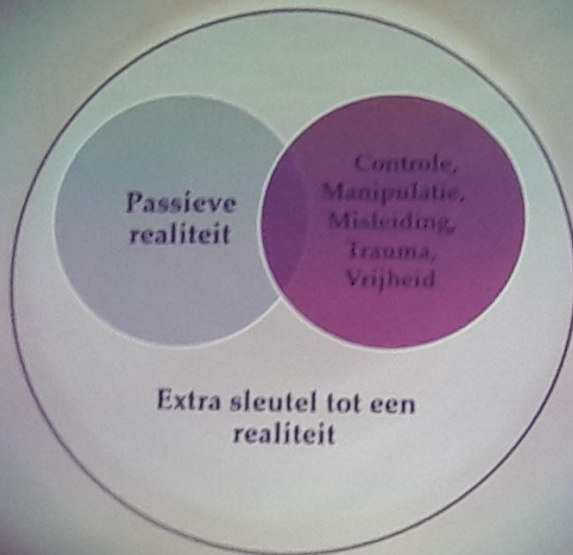 Passieve
realiteit
Controle,
Manipulatie,
Misleiding,
Trauma,
Vrijheid
Extra sleutel tot een
realiteit